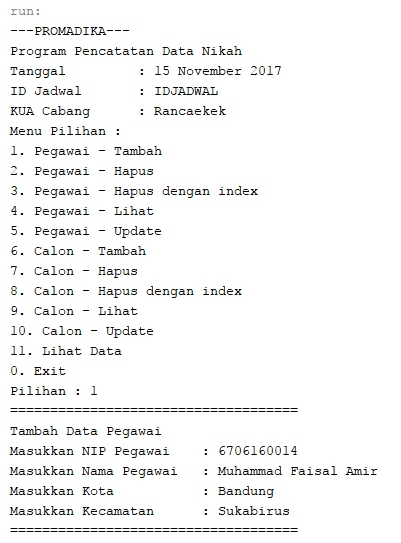 run:
---PROMADIKA---
Program Pencatatan Data Nikah
Tanggal : 15 November 2017
ID Jadwal : IDJADWAL
KUA Cabang : Rancaekek
Menu Pilihan :
1. Pegawai - Tambah
2. Pegawai - Hapus
3. Pegawai - Hapus dengan index
4. Pegawai - Lihat
5. Pegawai - Update
6. Calon - Tambah
7. Calon - Hapus
8. Calon - Hapus dengan index
9. Calon - Lihat
10. Calon - Update
11. Lihat Data
0. Exit
Pilihan : 1
====================================
Tambah Data Pegawai
Masukkan NIP Pegawai : 6706160014
Masukkan Nama Pegawai : Muhammad Faisal Amir
Masukkan Kota : Bandung
Masukkan Kecamatan : Sukabirus
====================================